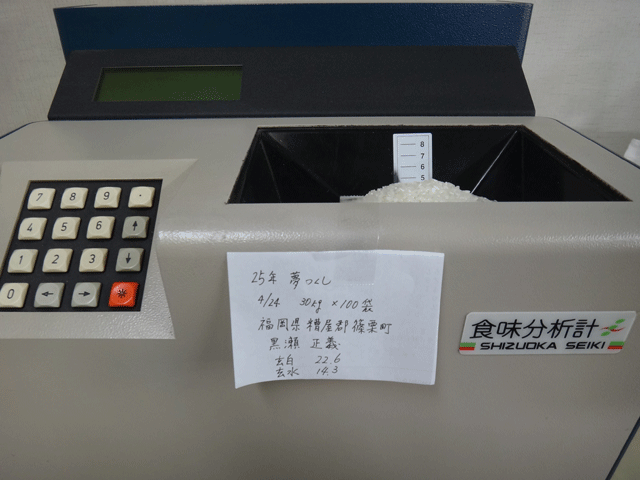 8
7
6
5
7 8 9 ・
4 5 6 ↑
1 2 3 ↓
0 ← → *
25年 夢つくし
4/24 30kg ×100袋
福岡県糟屋郡篠栗町
黒瀬 正義
玄白 22.6
玄水 14.3
食味分析計
SHIZUOKA SEIKI